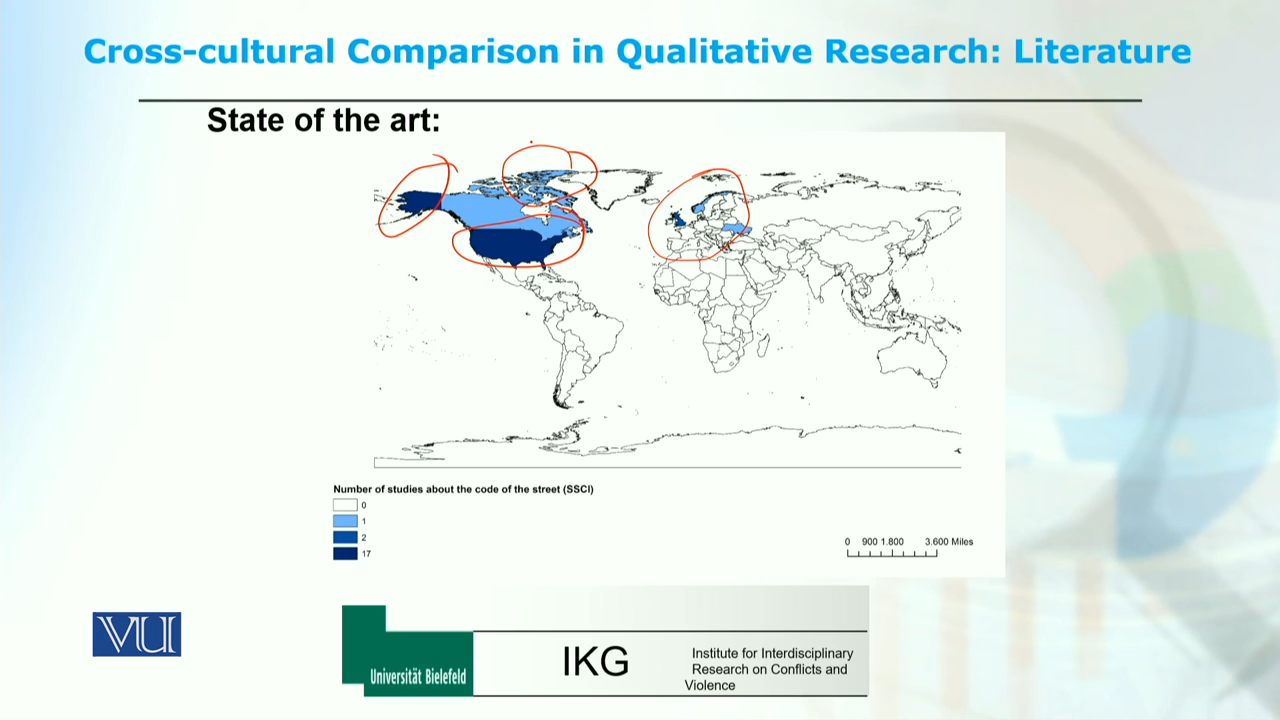 Cross-cultural Comparison in Qualitative Research: Literature
State of the art:
Number of studies about the code of the street (SSCI)
0
1
2
17
0 900 1.800 3.600 Miles
VU
Universität Bielefeld
IKG
Institute for Interdisciplinary
Research on Conflicts and
Violence